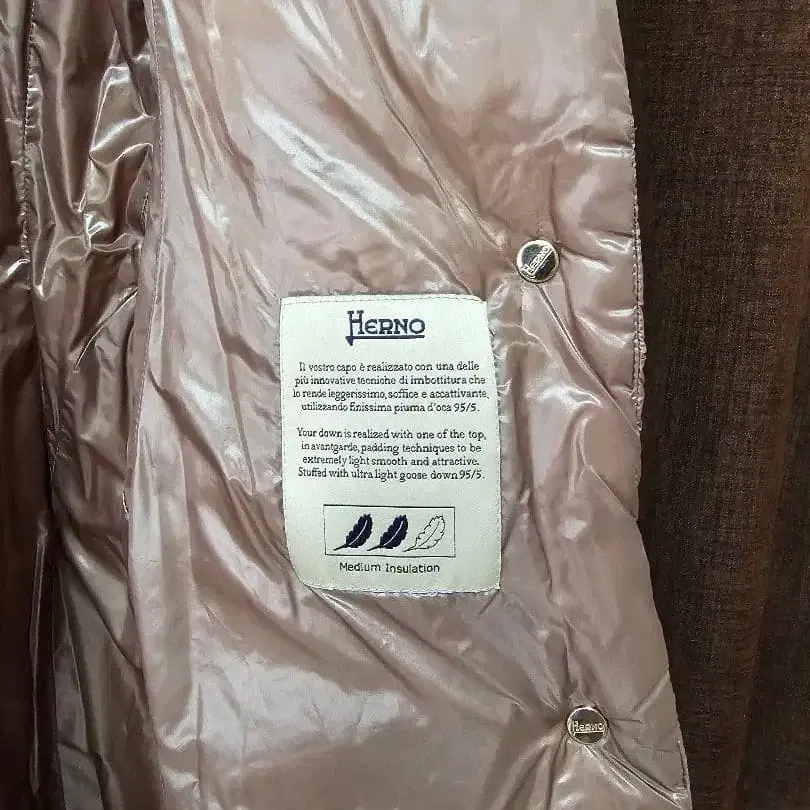 HERNO
HERNO
Il vostro capo è realizzato con una delle
più innovative tecniche di imbottitura che
lo rende leggerissimo, soffice e accattivante,
utilizzando finissima piuma d'oca 95/5.
Your down is realized with one of the top,
in avantgarde, padding techniques to be
extremely light smooth and attractive.
Stuffed with ultra light goose down 95/5.
Medium Insulation
HERNO